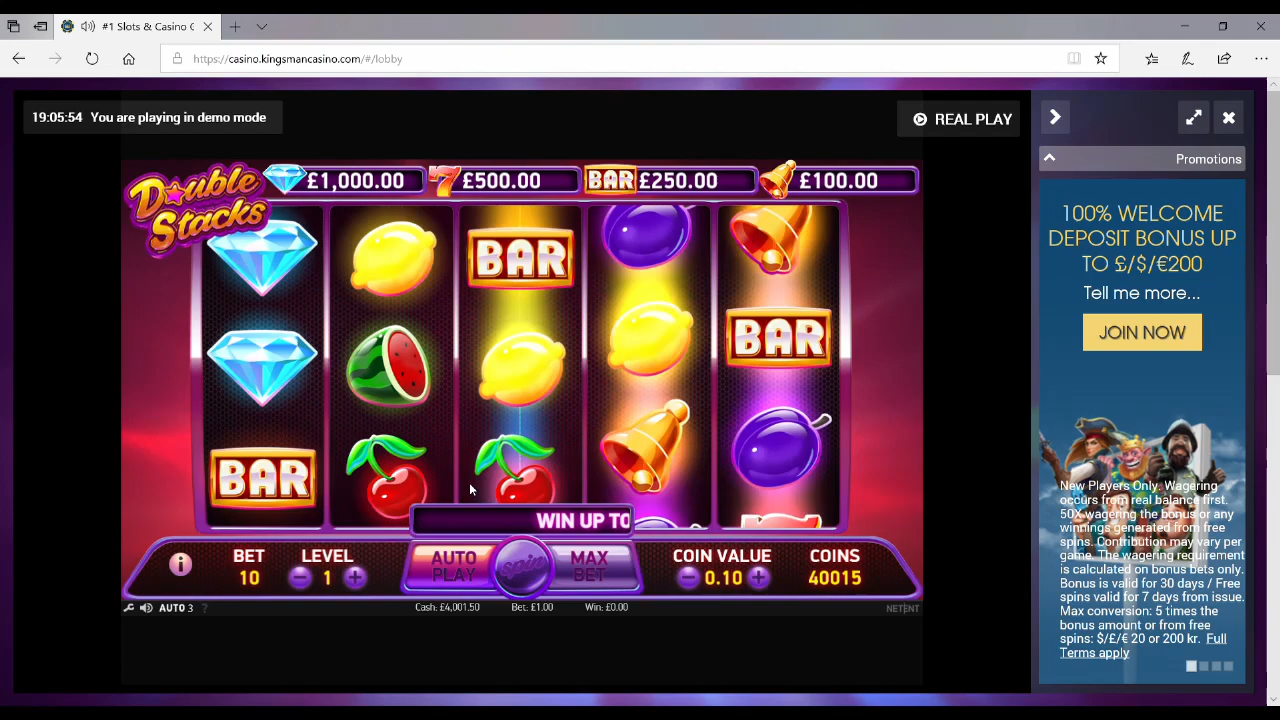 #1 Slots & Casino G
https://casino.kingsmancasino.com/#/lobby
19:05:54 You are playing in demo mode
REAL PLAY
Promotions
Double
Stacks
£1,000.00
7 £500.00
BAR £250.00
£100.00
BAR
BAR
BAR
WIN UP TO
BET
10
LEVEL
1
AUTO
PLAY
spin
MAX
BET
COIN VALUE
0.10
COINS
40015
AUTO 3 ?
Cash: £4,001.50 Bet: £1.00 Win: £0.00
NETENT
100% WELCOME
DEPOSIT BONUS UP
TO £/$/€200
Tell me more...
JOIN NOW
New Players Only. Wagering
occurs from real balance first.
50X wagering the bonus or any
winnings generated from free
spins. Contribution may vary per
game. The wagering requirement
is calculated on bonus bets only.
Bonus is valid for 30 days / Free
spins valid for 7 days from issue.
Max conversion: 5 times the
bonus amount or from free
spins: $/£/€ 20 or 200 kr. Full
Terms apply